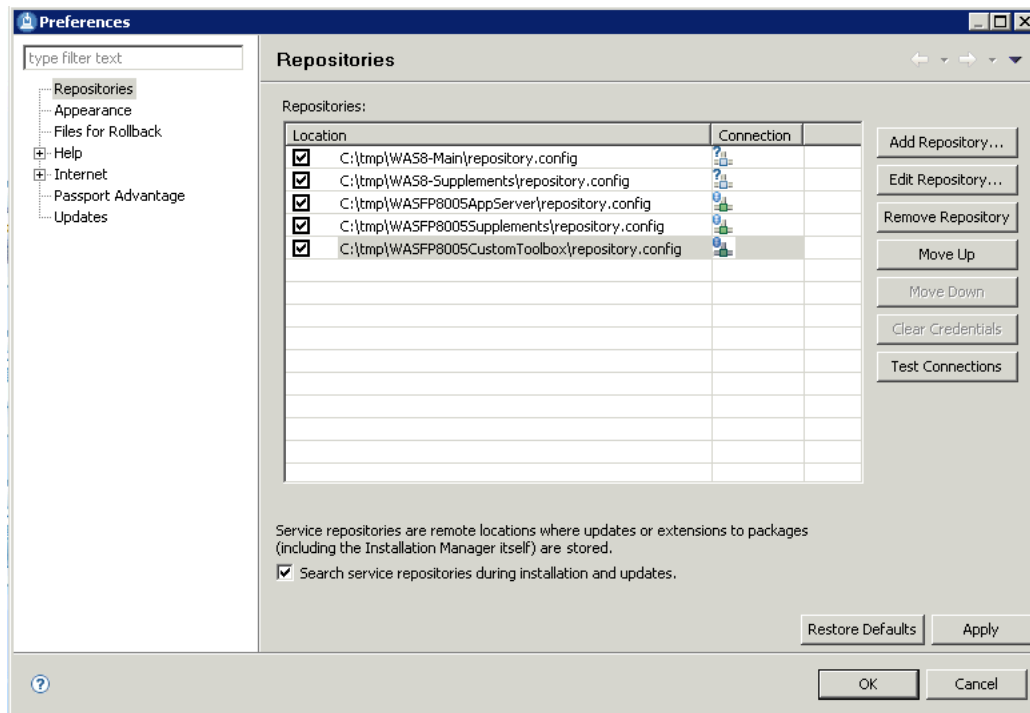 Preferences
type filter text
Repositories
Appearance
Files for Rollback
Help
Internet
Passport Advantage
Updates
Repositories
Repositories:
Location Connection
C:\tmp\WAS8-Main\repository.config
C:\tmp\WAS8-Supplements\repository.config
C:\tmp\WASFP8005AppServer\repository.config
C:\tmp\WASFP8005Supplements\repository.config
C:\tmp\WASFP8005CustomToolbox\repository.config
Add Repository...
Edit Repository...
Remove Repository
Move Up
Move Down
Clear Credentials
Test Connections
Service repositories are remote locations where updates or extensions to packages
(including the Installation Manager itself) are stored.
Search service repositories during installation and updates.
Restore Defaults Apply
OK Cancel